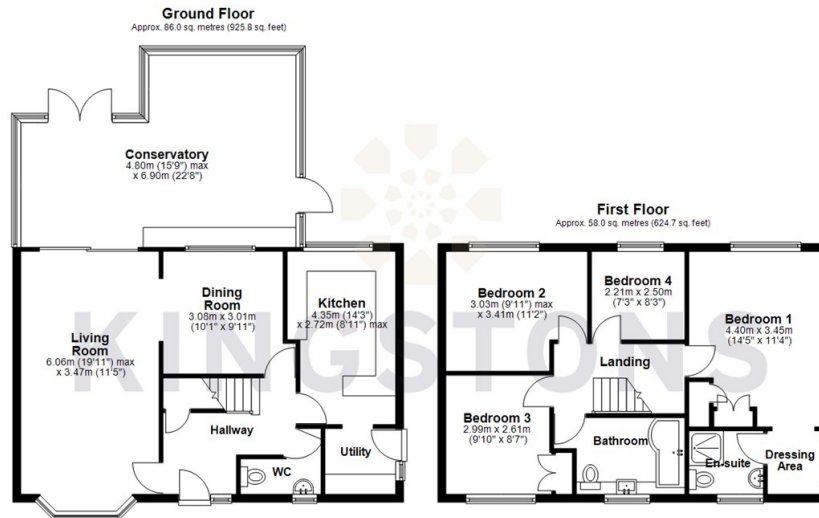 Ground Floor
Approx. 86.0 sq. metres (925.8 sq. feet)
Conservatory
4.80m (15'9") max
x 6.90m (22'8")
Dining
Room
3.08m x 3.01m
(10'1" x 9'11")
Kitchen
4.35m (14'3")
x 2.72m (8'11") max
Living
Room
6.06m (19'11") max
x 3.47m (11'5")
Hallway
WC
Utility
First Floor
Approx. 58.0 sq. metres (624.7 sq. feet)
Bedroom 2
3.03m (9'11") max
x 3.41m (11'2")
Bedroom 4
2.21m x 2.50m
(7'3" x 8'3")
Bedroom 1
4.40m x 3.45m
(14'5" x 11'4")
Landing
Bedroom 3
2.99m x 2.61m
(9'10" x 8'7")
Bathroom
En-suite
Dressing
Area
KINGSTONS